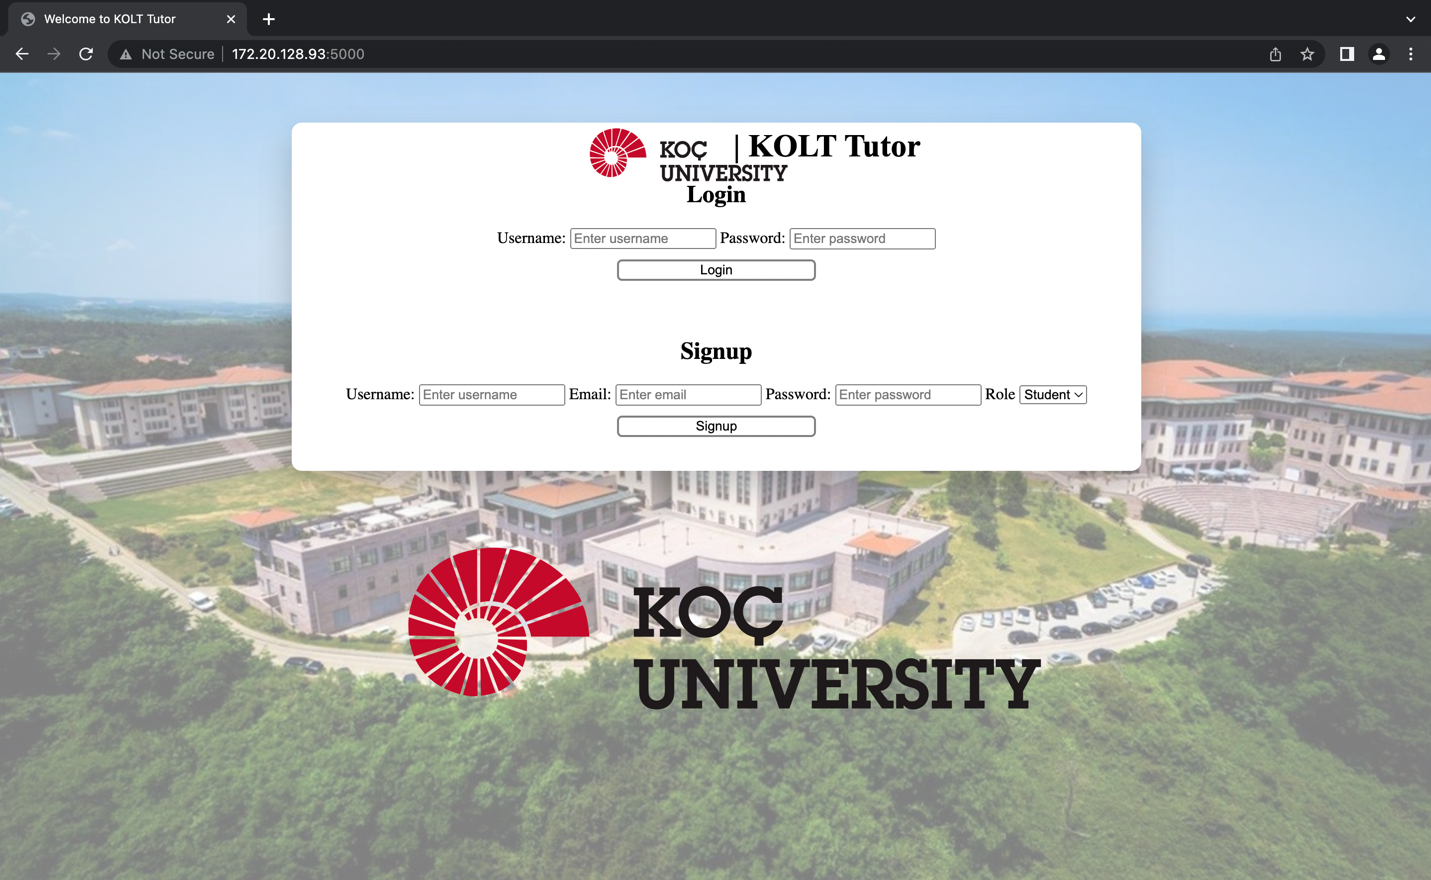 Welcome to KOLT Tutor
Not Secure 172.20.128.93:5000
KOÇ UNIVERSITY | KOLT Tutor
Login
Username: Enter username Password: Enter password
Login
Signup
Username: Enter username Email: Enter email Password: Enter password Role Student
Signup
KOÇ
UNIVERSITY